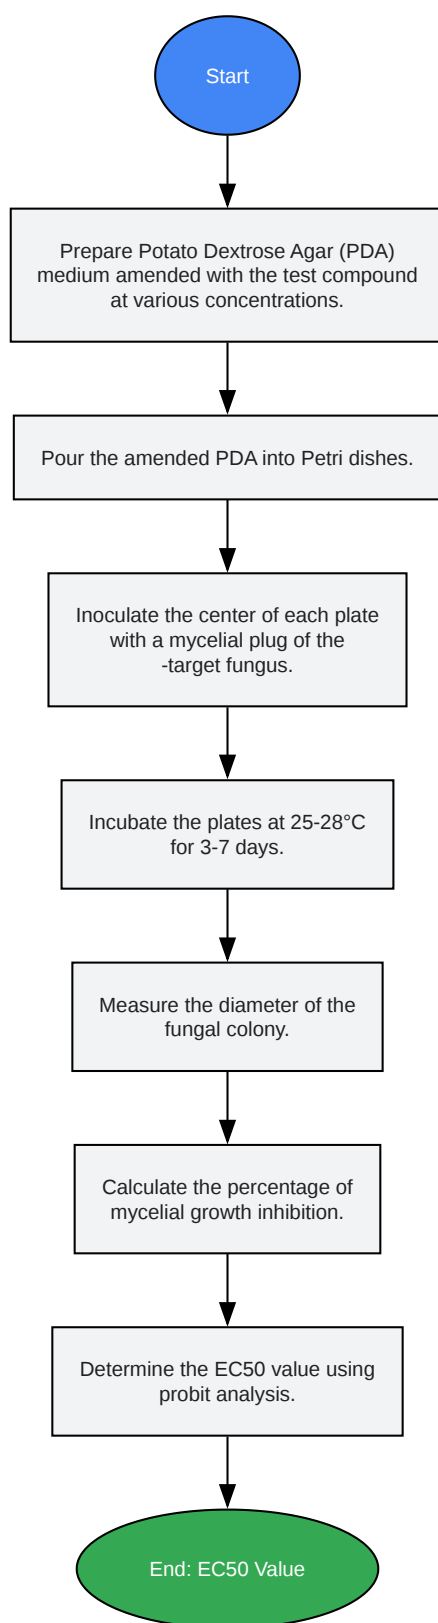 Start
Prepare Potato Dextrose Agar (PDA)
medium amended with the test compound
at various concentrations.
Pour the amended PDA into Petri dishes.
Inoculate the center of each plate
with a mycelial plug of the
-target fungus.
Incubate the plates at 25-28°C
for 3-7 days.
Measure the diameter of the
fungal colony.
Calculate the percentage of
mycelial growth inhibition.
Determine the EC50 value using
probit analysis.
End: EC50 Value